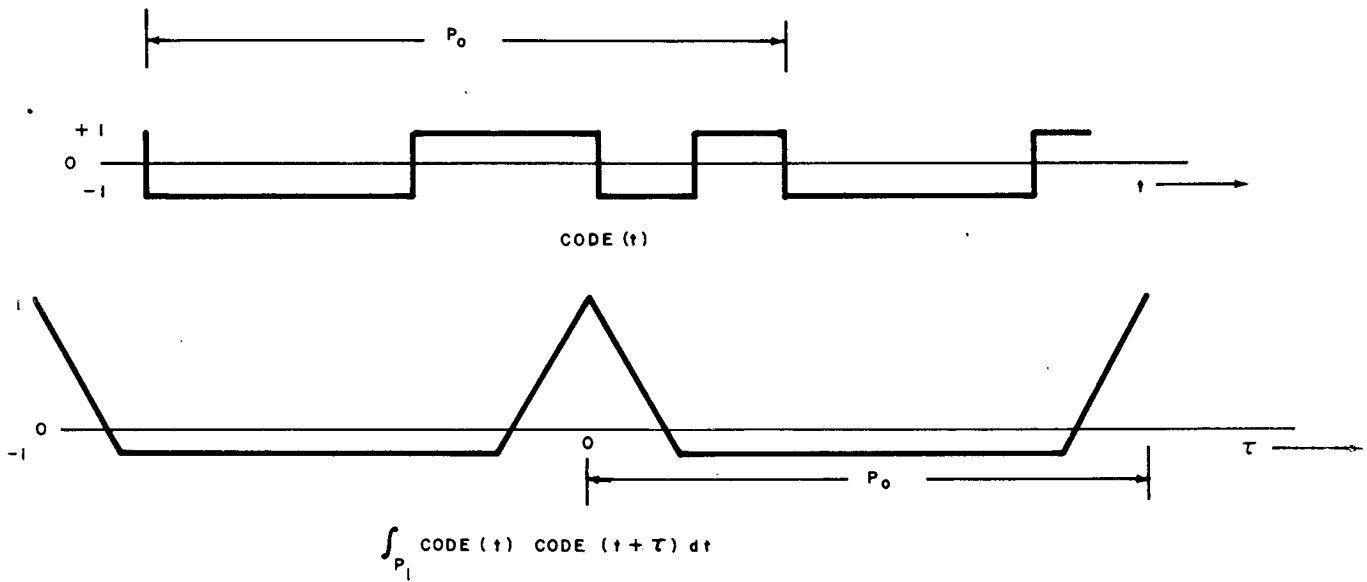 P₀
+1
0
-1
t
CODE (t)
1
0
-1
0
τ
P₀
∫P₁ CODE (t) CODE (t + τ) dt